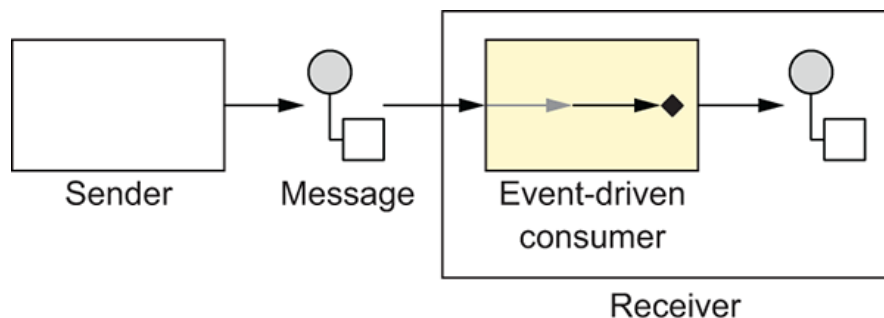 Sender
Message
Event-driven
consumer
Receiver